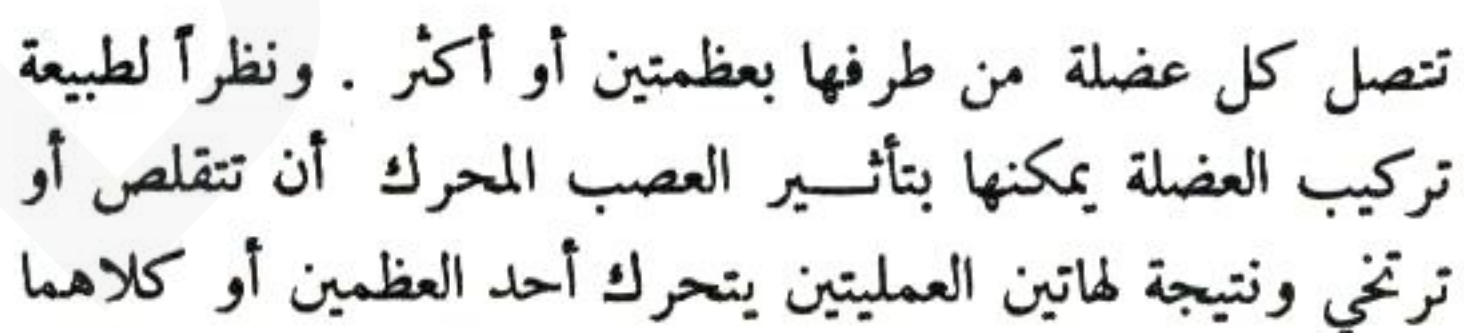 تتصل كل عضلة من طرفها بعظمتين أو أكثر . ونظراً لطبيعة
تركيب العضلة يمكنها بتأثـــير العصب المحرك أن تتقلص أو
ترتخي ونتيجة لهاتين العمليتين يتحرك أحد العظمين أو كلاهما